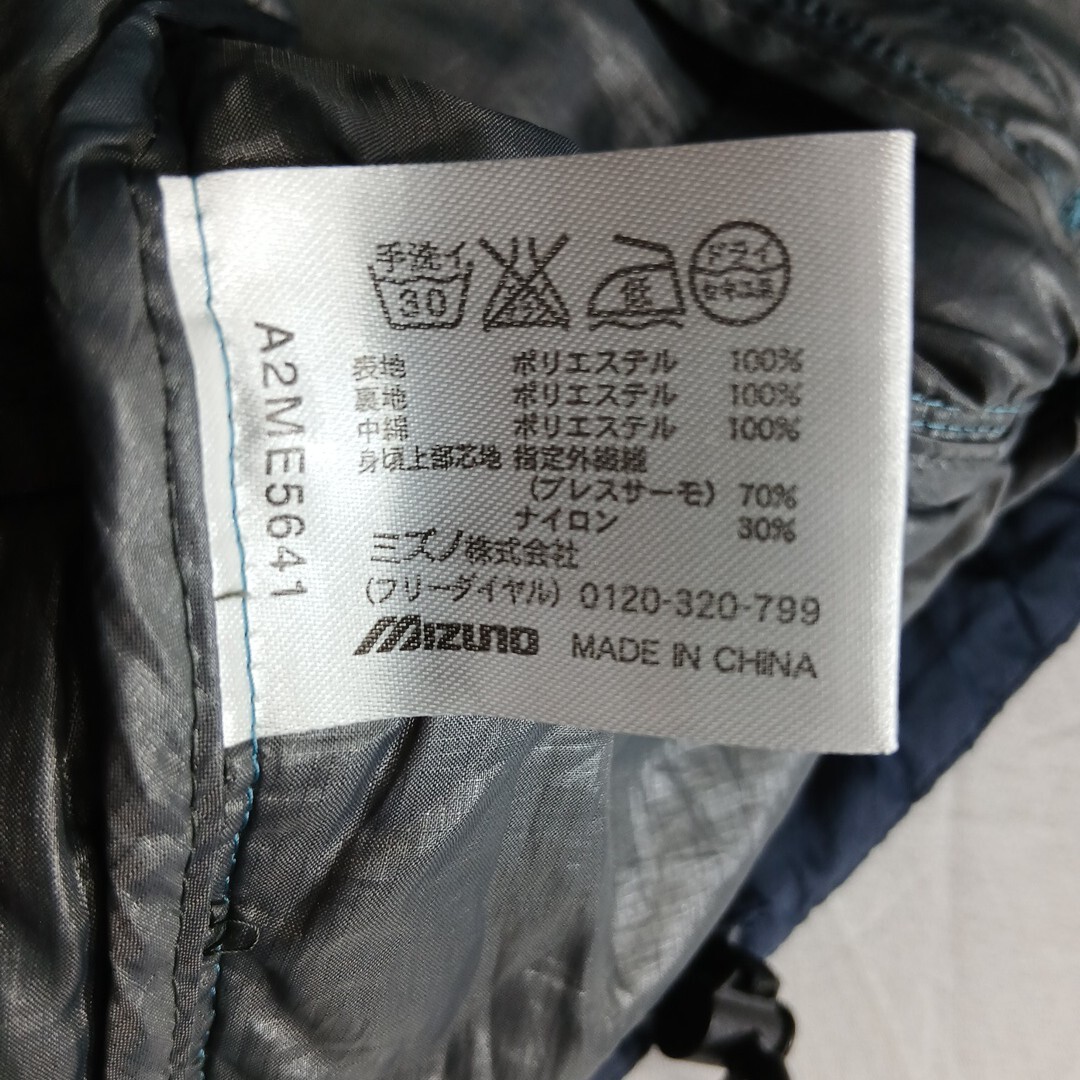 手洗イ
30
低
ドライ
セキユ系
A2ME5641
表地 ポリエステル 100%
裏地 ポリエステル 100%
中綿 ポリエステル 100%
身頃上部芯地 指定外繊維
(ブレスサーモ) 70%
ナイロン 30%
ミズノ株式会社
(フリーダイヤル) 0120-320-799
Mizuno MADE IN CHINA